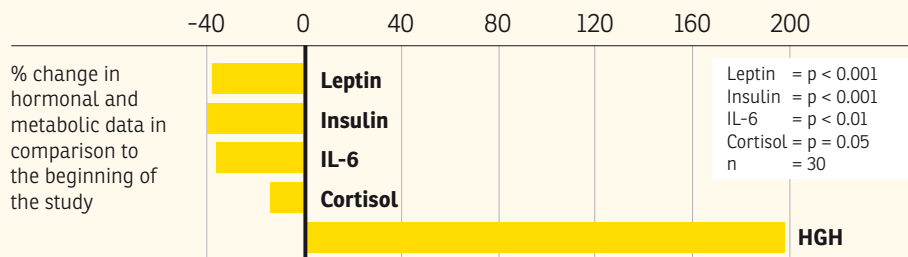 -40 0 40 80 120 160 200
% change in
hormonal and
metabolic data in
comparison to
the beginning of
the study
Leptin
Insulin
IL-6
Cortisol
HGH
Leptin = p < 0.001
Insulin = p < 0.001
IL-6 = p < 0.01
Cortisol = p = 0.05
n = 30